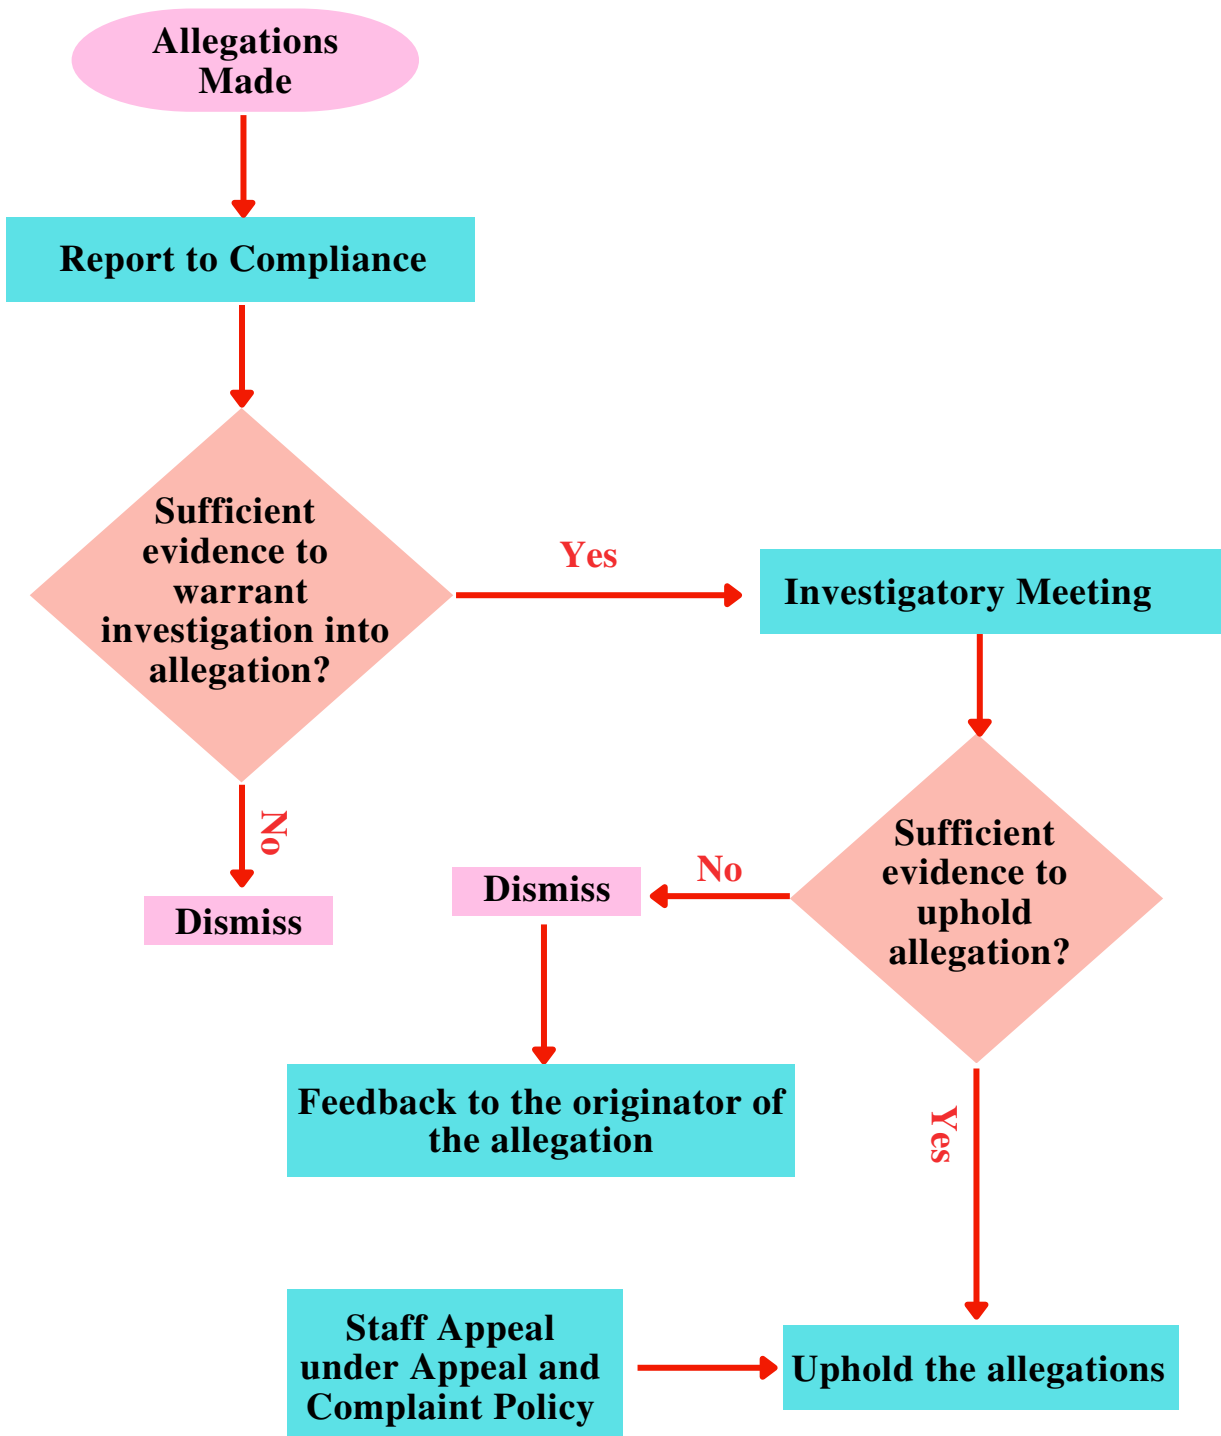 Allegations
Made
Report to Compliance
Sufficient
evidence to
warrant
investigation into
allegation?
Yes
Investigatory Meeting
No
Dismiss
Sufficient
evidence to
uphold
allegation?
No
Dismiss
Feedback to the originator of
the allegation
Yes
Staff Appeal
under Appeal and
Complaint Policy
Uphold the allegations